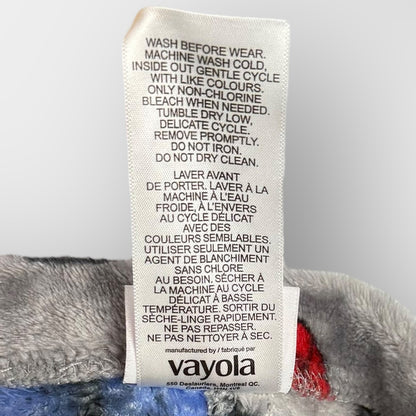 WASH BEFORE WEAR.
MACHINE WASH COLD,
INSIDE OUT GENTLE CYCLE
WITH LIKE COLOURS.
ONLY NON-CHLORINE
BLEACH WHEN NEEDED.
TUMBLE DRY LOW,
DELICATE CYCLE.
REMOVE PROMPTLY.
DO NOT IRON.
DO NOT DRY CLEAN.
LAVER AVANT
DE PORTER. LAVER À LA
MACHINE À L'EAU
FROIDE, À L'ENVERS
AU CYCLE DÉLICAT
AVEC DES
COULEURS SEMBLABLES.
UTILISER SEULEMENT UN
AGENT DE BLANCHIMENT
SANS CHLORE
AU BESOIN. SÉCHER À
LA MACHINE AU CYCLE
DÉLICAT À BASSE
TEMPÉRATURE. SORTIR DU
SÈCHE-LINGE RAPIDEMENT.
NE PAS REPASSER.
NE PAS NETTOYER À SEC.
manufactured by / fabriqué par
vayola
550 Deslauriers, Montreal QC,